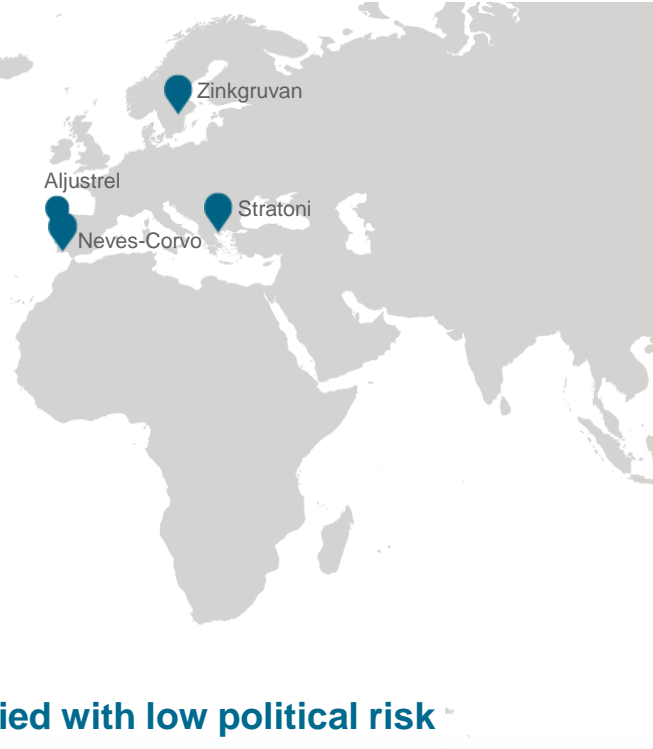 Zinkgruvan
Aljustrel
Stratoni
Neves-Corvo
ied with low political risk